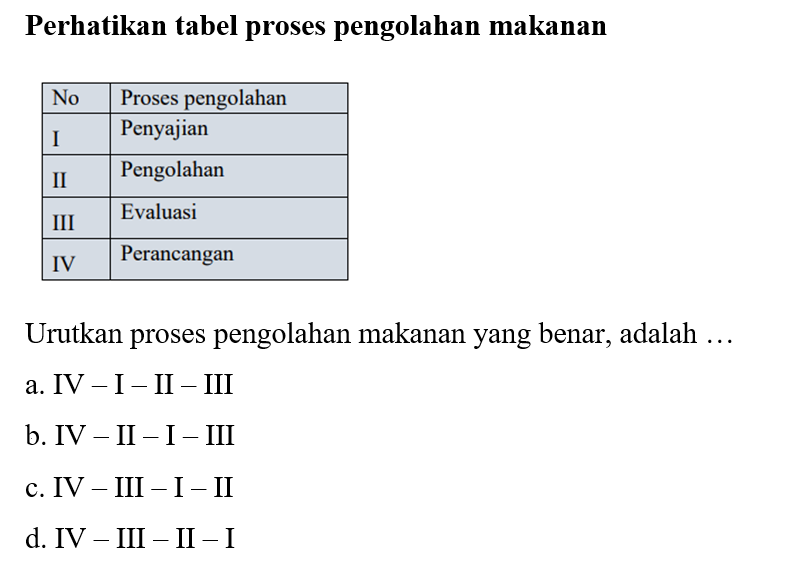 Perhatikan tabel proses pengolahan makanan
No Proses pengolahan
I Penyajian
II Pengolahan
III Evaluasi
IV Perancangan
Urutkan proses pengolahan makanan yang benar, adalah …
a. IV – I – II – III
b. IV – II – I – III
c. IV – III – I – II
d. IV – III – II – I